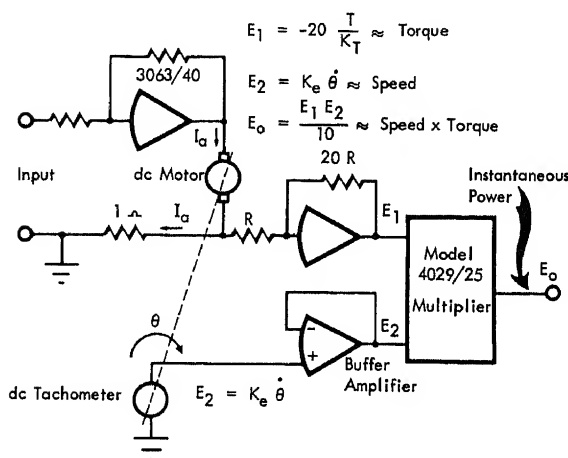 E1 = -20 T/KT ≈ Torque
3063/40
E2 = Ke θ̇ ≈ Speed
Eo = E1 E2/10 ≈ Speed x Torque
Ia
20 R
Instantaneous
Power
Input
dc Motor
1 Ω
Ia
R
E1
Model
4029/25
Multiplier
Eo
E2
-
+
Buffer
Amplifier
θ
dc Tachometer
E2 = Ke θ̇